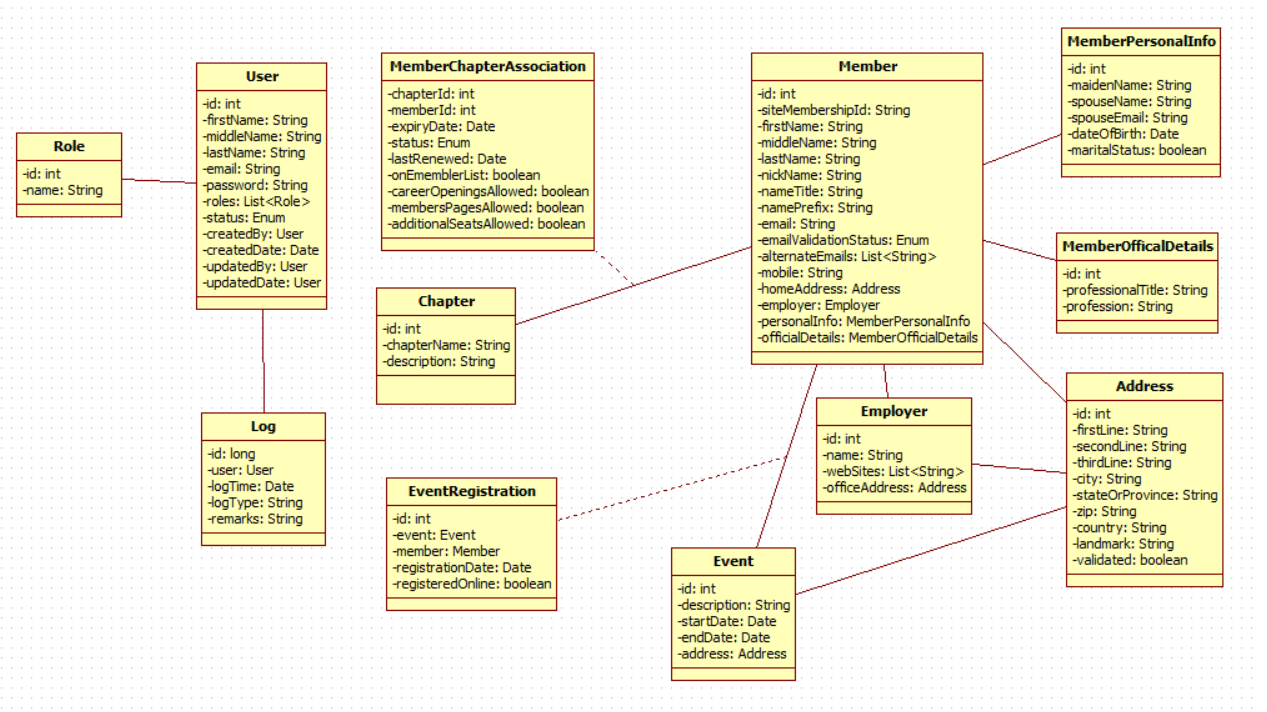 Role
-id: int
-name: String
User
-id: int
-firstName: String
-middleName: String
-lastName: String
-email: String
-password: String
-roles: List<Role>
-status: Enum
-createdBy: User
-createdDate: Date
-updatedBy: User
-updatedDate: User
Log
-id: long
-user: User
-logTime: Date
-logType: String
-remarks: String
MemberChapterAssociation
-chapterId: int
-memberId: int
-expiryDate: Date
-status: Enum
-lastRenewed: Date
-onEmemblerList: boolean
-careerOpeningsAllowed: boolean
-membersPagesAllowed: boolean
-additionalSeatsAllowed: boolean
Chapter
-id: int
-chapterName: String
-description: String
EventRegistration
-id: int
-event: Event
-member: Member
-registrationDate: Date
-registeredOnline: boolean
Member
-id: int
-siteMembershipId: String
-firstName: String
-middleName: String
-lastName: String
-nickName: String
-nameTitle: String
-namePrefix: String
-email: String
-emailValidationStatus: Enum
-alternateEmails: List<String>
-mobile: String
-homeAddress: Address
-employer: Employer
-personalInfo: MemberPersonalInfo
-officialDetails: MemberOfficialDetails
Employer
-id: int
-name: String
-webSites: List<String>
-officeAddress: Address
Event
-id: int
-description: String
-startDate: Date
-endDate: Date
-address: Address
MemberPersonalInfo
-id: int
-maidenName: String
-spouseName: String
-spouseEmail: String
-dateOfBirth: Date
-maritalStatus: boolean
MemberOfficalDetails
-id: int
-professionalTitle: String
-profession: String
Address
-id: int
-firstLine: String
-secondLine: String
-thirdLine: String
-city: String
-stateOrProvince: String
-zip: String
-country: String
-landmark: String
-validated: boolean